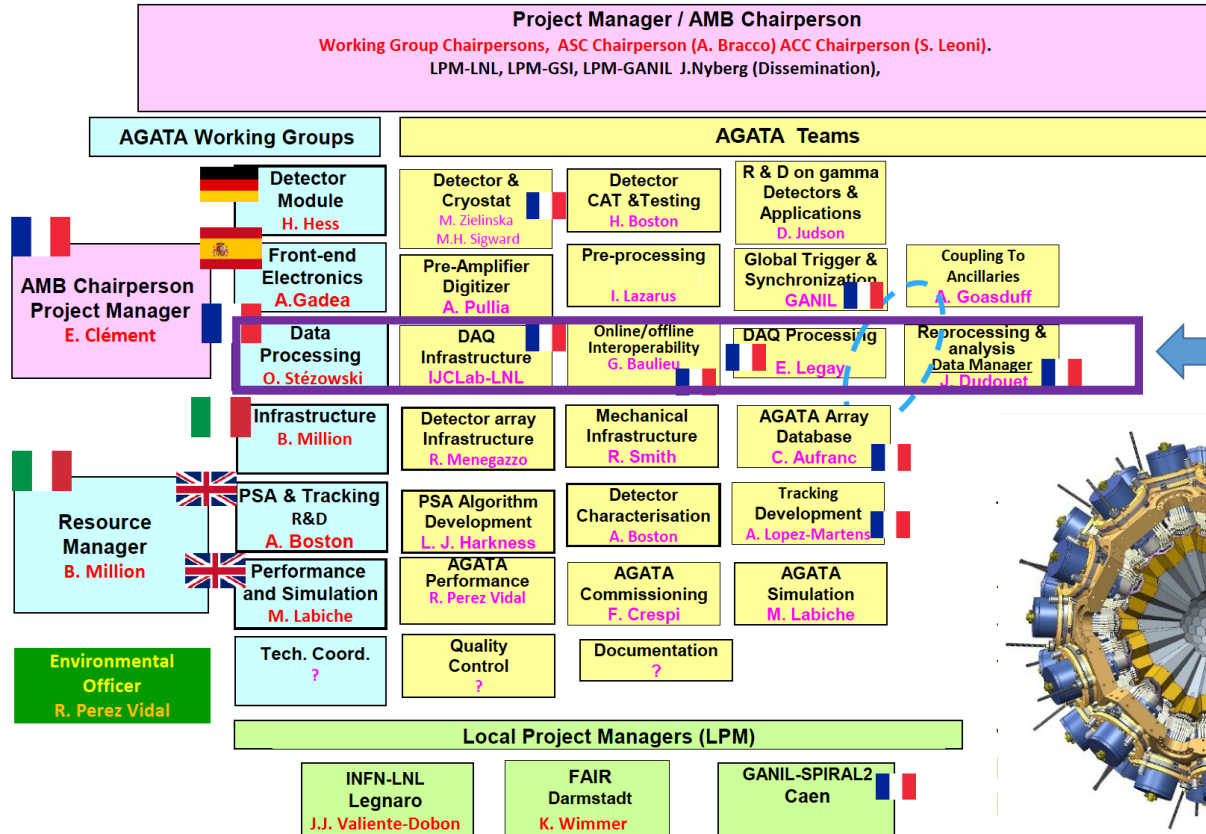 Project Manager / AMB Chairperson
Working Group Chairpersons, ASC Chairperson (A. Bracco) ACC Chairperson (S. Leoni).
LPM-LNL, LPM-GSI, LPM-GANIL J.Nyberg (Dissemination),
AGATA Working Groups
AGATA Teams
Detector
Module
H. Hess
Detector &
Cryostat
M. Zielinska
M.H. Sigward
Detector
CAT &Testing
H. Boston
R & D on gamma
Detectors &
Applications
D. Judson
AMB Chairperson
Project Manager
E. Clément
Front-end
Electronics
A.Gadea
Pre-Amplifier
Digitizer
A. Pullia
Pre-processing
I. Lazarus
Global Trigger &
Synchronization
GANIL
Coupling To
Ancillaries
A. Goasduff
Data
Processing
O. Stézowski
DAQ
Infrastructure
IJCLab-LNL
Online/offline
Interoperability
G. Baulieu
DAQ Processing
E. Legay
Reprocessing &
analysis
Data Manager
J. Dudouet
Infrastructure
B. Million
Detector array
Infrastructure
R. Menegazzo
Mechanical
Infrastructure
R. Smith
AGATA Array
Database
C. Aufranc
Resource
Manager
B. Million
PSA & Tracking
R&D
A. Boston
PSA Algorithm
Development
L. J. Harkness
Detector
Characterisation
A. Boston
Tracking
Development
A. Lopez-Martens
Performance
and Simulation
M. Labiche
AGATA
Performance
R. Perez Vidal
AGATA
Commissioning
F. Crespi
AGATA
Simulation
M. Labiche
Environmental
Officer
R. Perez Vidal
Tech. Coord.
?
Quality
Control
?
Documentation
?
Local Project Managers (LPM)
INFN-LNL
Legnaro
J.J. Valiente-Dobon
FAIR
Darmstadt
K. Wimmer
GANIL-SPIRAL2
Caen